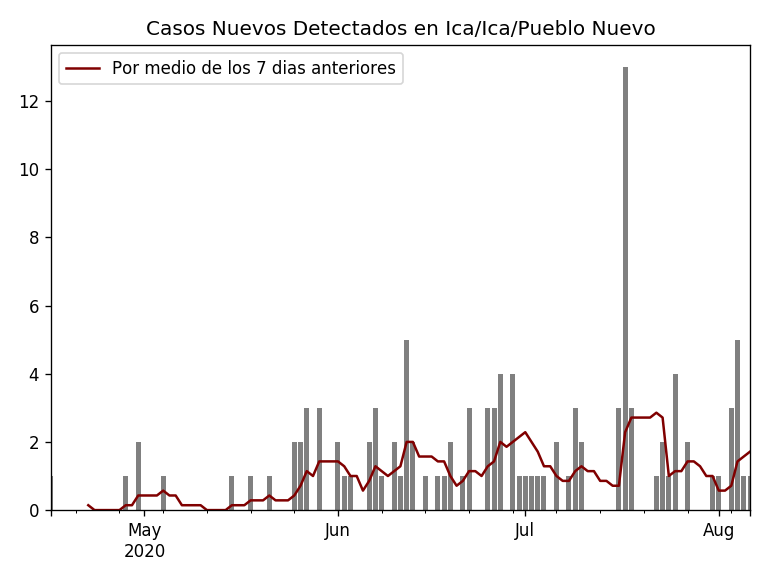 Casos Nuevos Detectados en Ica/Ica/Pueblo Nuevo
Por medio de los 7 dias anteriores
12
10
8
6
4
2
0
May Jun Jul Aug
2020